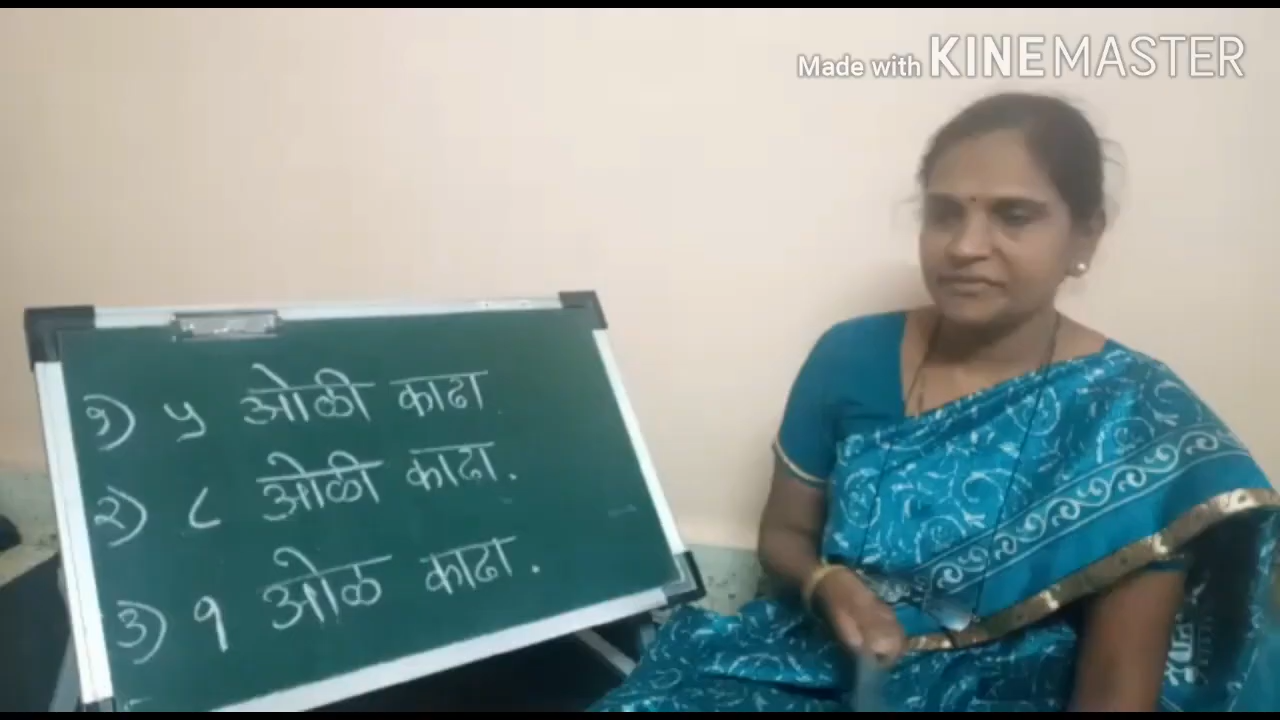 Made with KINEMASTER
१) ५ ओळी काढा.
२) ८ ओळी काढा.
३) १ ओळ काढा.